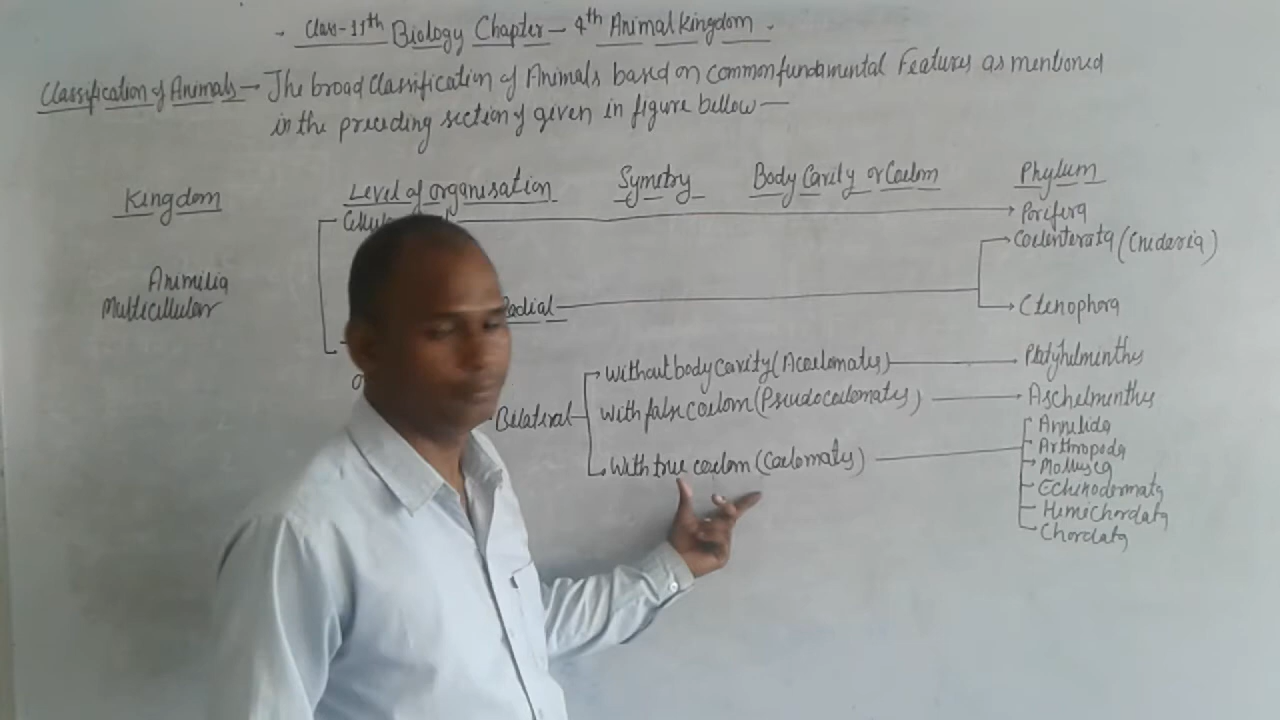 Class-11th Biology Chapter - 4th Animal Kingdom
Classification of Animals - The broad Classification of Animals based on common fundamental Features as mentioned
in the preceding section of given in figure bellow -
Kingdom
Level of organisation
Symetry
Body Cavity or Coelom
Phylum
Animilia
Multicellular
Radial
Bilateral
Without body cavity (Acoelomates)
With false coelom (Pseudocoelomates)
With true coelom (Coelomates)
Porifera
Coelenterata (Cnidaria)
Ctenophora
Platyhelminthes
Aschelminthes
Annelida
Arthropoda
Mollusca
Echinodermata
Hemichordata
Chordata